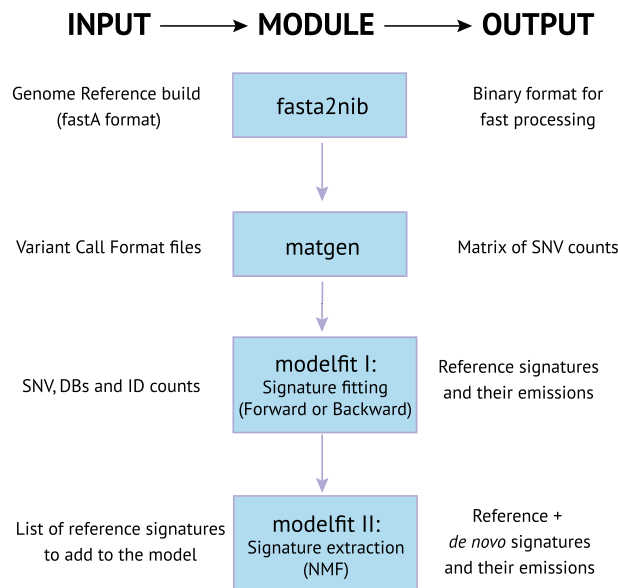 INPUT MODULE OUTPUT
Genome Reference build
(fastA format)
fasta2nib
Binary format for
fast processing
Variant Call Format files
matgen
Matrix of SNV counts
SNV, DBs and ID counts
modelfit I:
Signature fitting
(Forward or Backward)
Reference signatures
and their emissions
List of reference signatures
to add to the model
modelfit II:
Signature extraction
(NMF)
Reference +
de novo signatures
and their emissions